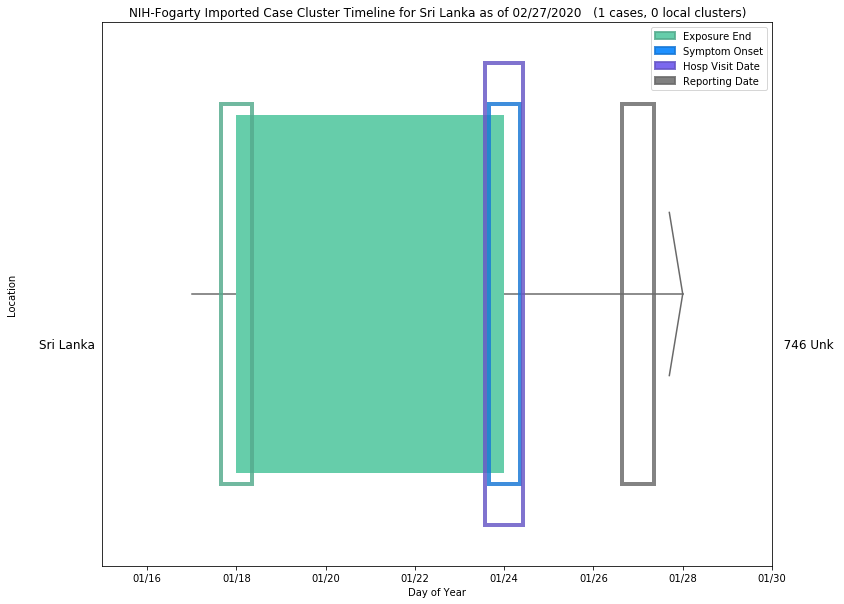 NIH-Fogarty Imported Case Cluster Timeline for Sri Lanka as of 02/27/2020   (1 cases, 0 local clusters)
Exposure End
Symptom Onset
Hosp Visit Date
Reporting Date
Location
Sri Lanka
746 Unk
01/16 01/18 01/20 01/22 01/24 01/26 01/28 01/30
Day of Year